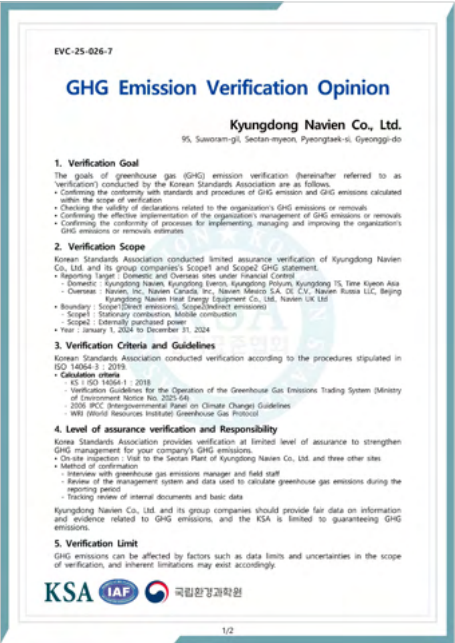 EVC-25-026-7
GHG Emission Verification Opinion
Kyungdong Navien Co., Ltd.
95, Suworam-gil, Seotan-myeon, Pyeongtaek-si, Gyeonggi-do
1. Verification Goal
The goals of greenhouse gas (GHG) emission verification (hereinafter referred to as
'verification') conducted by the Korean Standards Association are as follows.
• Confirming the conformity with standards and procedures of GHG emission and GHG emissions calculated
within the scope of verification
• Checking the validity of declarations related to the organization's GHG emissions or removals
• Confirming the effective implementation of the organization's management of GHG emissions or removals
• Confirming the conformity of processes for implementing, managing and improving the organization's
GHG emissions or removals estimates
2. Verification Scope
Korean Standards Association conducted limited assurance verification of Kyungdong Navien
Co., Ltd. and its group companies's Scope1 and Scope2 GHG statement.
• Reporting Target : Domestic and Overseas sites under Financial Control
- Domestic : Kyungdong Navien, Kyungdong Everon, Kyungdong Polyum, Kyungdong TS, Time Kyeon Asia
- Overseas : Navien, Inc., Navien Canada, Inc., Navien Mexico S.A. DE C.V., Navien Russia LLC, Beijing
Kyungdong Navien Heat Energy Equipment Co., Ltd., Navien UK Ltd
• Boundary : Scope1(Direct emissions), Scope2(Indirect emissions)
- Scope1 : Stationary combustion, Mobile combustion
- Scope2 : Externally purchased power
• Year : January 1, 2024 to December 31, 2024
3. Verification Criteria and Guidelines
Korean Standards Association conducted verification according to the procedures stipulated in
ISO 14064-3 : 2019.
• Calculation criteria
- KS I ISO 14064-1 : 2018
- Verification Guidelines for the Operation of the Greenhouse Gas Emissions Trading System (Ministry
of Environment Notice No. 2025-64)
- 2006 IPCC (Intergovernmental Panel on Climate Change) Guidelines
- WRI (World Resources Institute) Greenhouse Gas Protocol
4. Level of assurance verification and Responsibility
Korea Standards Association provides verification at limited level of assurance to strengthen
GHG management for your company's GHG emissions.
• On-site inspection : Visit to the Seotan Plant of Kyungdong Navien Co., Ltd. and three other sites
• Method of confirmation
- Interview with greenhouse gas emissions manager and field staff
- Review of the management system and data used to calculate greenhouse gas emissions during the
reporting period
- Tracking review of internal documents and basic data
Kyungdong Navien Co., Ltd. and its group companies should provide fair data on information
and evidence related to GHG emissions, and the KSA is limited to guaranteeing GHG
emissions.
5. Verification Limit
GHG emissions can be affected by factors such as data limits and uncertainties in the scope
of verification, and inherent limitations may exist accordingly.
KSA IAF 국립환경과학원
1/2